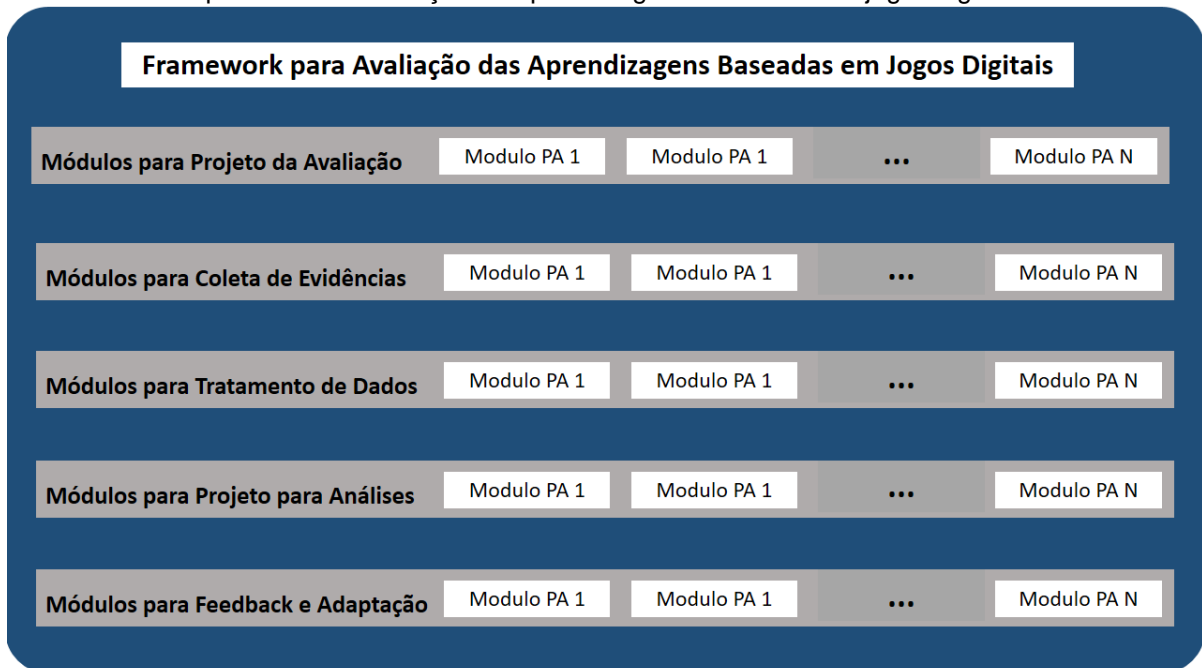 Framework para Avaliação das Aprendizagens Baseadas em Jogos Digitais
Módulos para Projeto da Avaliação Modulo PA 1 Modulo PA 1 ... Modulo PA N
Módulos para Coleta de Evidências Modulo PA 1 Modulo PA 1 ... Modulo PA N
Módulos para Tratamento de Dados Modulo PA 1 Modulo PA 1 ... Modulo PA N
Módulos para Projeto para Análises Modulo PA 1 Modulo PA 1 ... Modulo PA N
Módulos para Feedback e Adaptação Modulo PA 1 Modulo PA 1 ... Modulo PA N